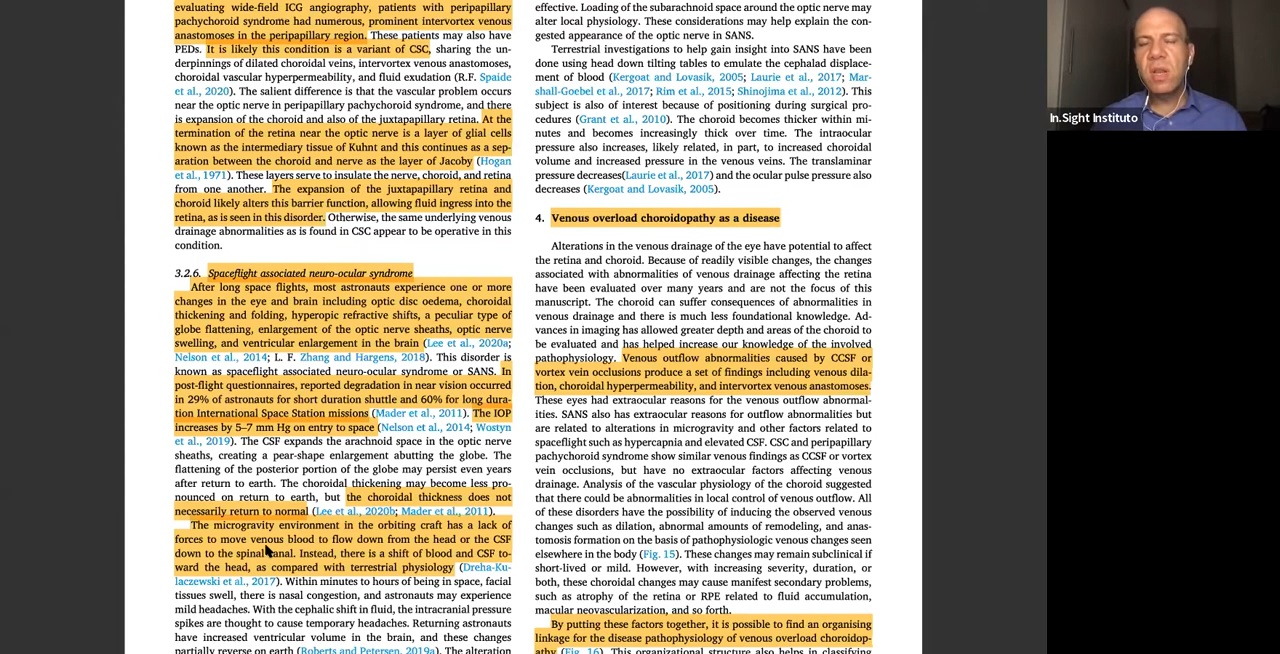 evaluating wide-field ICG angiography, patients with peripapillary
pachychoroid syndrome had numerous, prominent intervortex venous
anastomoses in the peripapillary region. These patients may also have
PEDs. It is likely this condition is a variant of CSC, sharing the un-
derpinnings of dilated choroidal veins, intervortex venous anastomoses,
choroidal vascular hyperpermeability, and fluid exudation (R.F. Spaide
et al., 2020). The salient difference is that the vascular problem occurs
near the optic nerve in peripapillary pachychoroid syndrome, and there
is expansion of the choroid and also of the juxtapapillary retina. At the
termination of the retina near the optic nerve is a layer of glial cells
known as the intermediary tissue of Kuhnt and this continues as a sep-
aration between the choroid and nerve as the layer of Jacoby (Hogan
et al., 1971). These layers serve to insulate the nerve, choroid, and retina
from one another. The expansion of the juxtapapillary retina and
choroid likely alters this barrier function, allowing fluid ingress into the
retina, as is seen in this disorder. Otherwise, the same underlying venous
drainage abnormalities as is found in CSC appear to be operative in this
condition.
3.2.6. Spaceflight associated neuro-ocular syndrome
After long space flights, most astronauts experience one or more
changes in the eye and brain including optic disc oedema, choroidal
thickening and folding, hyperopic refractive shifts, a peculiar type of
globe flattening, enlargement of the optic nerve sheaths, optic nerve
swelling, and ventricular enlargement in the brain (Lee et al., 2020a;
Nelson et al., 2014; L. F. Zhang and Hargens, 2018). This disorder is
known as spaceflight associated neuro-ocular syndrome or SANS. In
post-flight questionnaires, reported degradation in near vision occurred
in 29% of astronauts for short duration shuttle and 60% for long dura-
tion International Space Station missions (Mader et al., 2011). The IOP
increases by 5–7 mm Hg on entry to space (Nelson et al., 2014; Wostyn
et al., 2019). The CSF expands the arachnoid space in the optic nerve
sheaths, creating a pear-shape enlargement abutting the globe. The
flattening of the posterior portion of the globe may persist even years
after return to earth. The choroidal thickening may become less pro-
nounced on return to earth, but the choroidal thickness does not
necessarily return to normal (Lee et al., 2020b; Mader et al., 2011).
The microgravity environment in the orbiting craft has a lack of
forces to move venous blood to flow down from the head or the CSF
down to the spinal canal. Instead, there is a shift of blood and CSF to-
ward the head, as compared with terrestrial physiology (Dreha-Ku-
laczewski et al., 2017). Within minutes to hours of being in space, facial
tissues swell, there is nasal congestion, and astronauts may experience
mild headaches. With the cephalic shift in fluid, the intracranial pressure
spikes are thought to cause temporary headaches. Returning astronauts
have increased ventricular volume in the brain, and these changes
partially reverse on earth (Roberts and Petersen, 2019a). The alteration
effective. Loading of the subarachnoid space around the optic nerve may
alter local physiology. These considerations may help explain the con-
gested appearance of the optic nerve in SANS.
Terrestrial investigations to help gain insight into SANS have been
done using head down tilting tables to emulate the cephalad displace-
ment of blood (Kergoat and Lovasik, 2005; Laurie et al., 2017; Mar-
shall-Goebel et al., 2017; Rim et al., 2015; Shinojima et al., 2012). This
subject is also of interest because of positioning during surgical pro-
cedures (Grant et al., 2010). The choroid becomes thicker within mi-
nutes and becomes increasingly thick over time. The intraocular
pressure also increases, likely related, in part, to increased choroidal
volume and increased pressure in the venous veins. The translaminar
pressure decreases(Laurie et al., 2017) and the ocular pulse pressure also
decreases (Kergoat and Lovasik, 2005).
4. Venous overload choroidopathy as a disease
Alterations in the venous drainage of the eye have potential to affect
the retina and choroid. Because of readily visible changes, the changes
associated with abnormalities of venous drainage affecting the retina
have been evaluated over many years and are not the focus of this
manuscript. The choroid can suffer consequences of abnormalities in
venous drainage and there is much less foundational knowledge. Ad-
vances in imaging has allowed greater depth and areas of the choroid to
be evaluated and has helped increase our knowledge of the involved
pathophysiology. Venous outflow abnormalities caused by CCSF or
vortex vein occlusions produce a set of findings including venous dila-
tion, choroidal hyperpermeability, and intervortex venous anastomoses.
These eyes had extraocular reasons for the venous outflow abnormal-
ities. SANS also has extraocular reasons for outflow abnormalities but
are related to alterations in microgravity and other factors related to
spaceflight such as hypercapnia and elevated CSF. CSC and peripapillary
pachychoroid syndrome show similar venous findings as CCSF or vortex
vein occlusions, but have no extraocular factors affecting venous
drainage. Analysis of the vascular physiology of the choroid suggested
that there could be abnormalities in local control of venous outflow. All
of these disorders have the possibility of inducing the observed venous
changes such as dilation, abnormal amounts of remodeling, and anas-
tomosis formation on the basis of pathophysiologic venous changes seen
elsewhere in the body (Fig. 15). These changes may remain subclinical if
short-lived or mild. However, with increasing severity, duration, or
both, these choroidal changes may cause manifest secondary problems,
such as atrophy of the retina or RPE related to fluid accumulation,
macular neovascularization, and so forth.
By putting these factors together, it is possible to find an organising
linkage for the disease pathophysiology of venous overload choroidop-
athy (Fig. 16). This organizational structure also helps in classifying
In.Sight Instituto